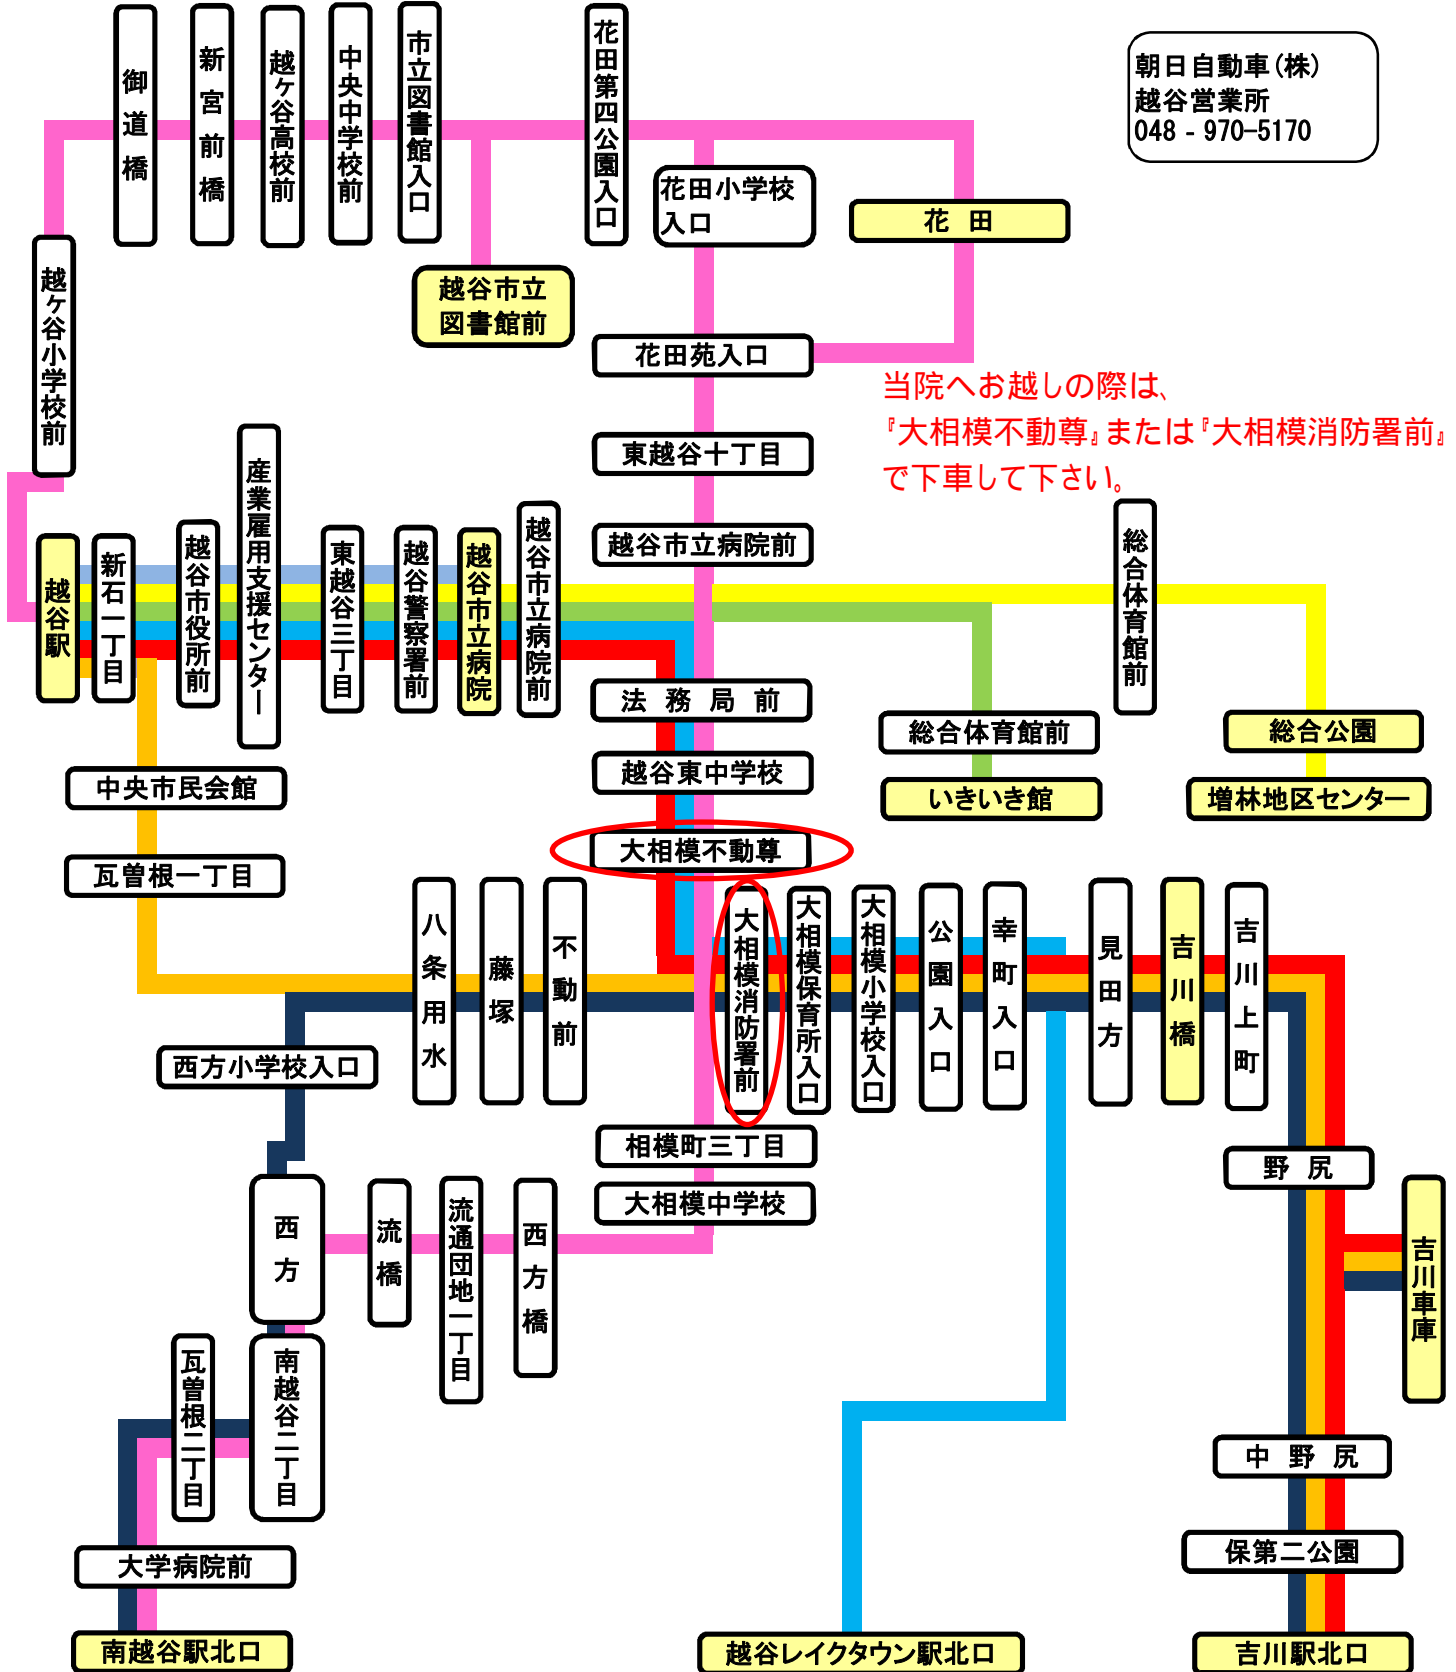 御道橋
新宮前橋
越ヶ谷高校前
中央中学校前
市立図書館入口
花田第四公園入口
朝日自動車(株)
越谷営業所
048 - 970-5170
花田小学校
入口
花 田
越ヶ谷小学校前
越谷市立
図書館前
花田苑入口
当院へお越しの際は、
『大相模不動尊』または『大相模消防署前』
で下車して下さい。
東越谷十丁目
越谷市立病院前
越谷駅
新石一丁目
越谷市役所前
産業雇用支援センター
東越谷三丁目
越谷警察署前
越谷市立病院
越谷市立病院前
総合体育館前
法 務 局 前
総合体育館前
総合公園
越谷東中学校
いきいき館
増林地区センター
中央市民会館
大相模不動尊
瓦曽根一丁目
八条用水
藤塚
不動前
大相模消防署前
大相模保育所入口
大相模小学校入口
公園入口
幸町入口
見田方
吉川橋
吉川上町
西方小学校入口
相模町三丁目
野 尻
大相模中学校
西方
流橋
流通団地一丁目
西方橋
吉川車庫
瓦曽根二丁目
南越谷二丁目
中 野 尻
大学病院前
保第二公園
南越谷駅北口
越谷レイクタウン駅北口
吉川駅北口